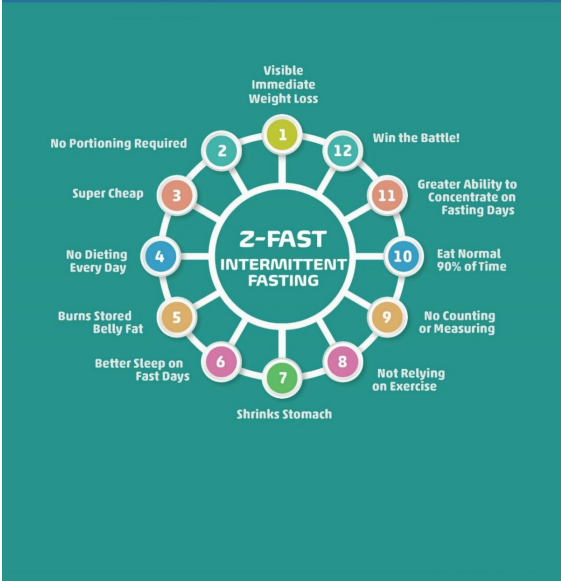 Z-FAST
INTERMITTENT
FASTING
1
Visible
Immediate
Weight Loss
2
No Portioning Required
3
Super Cheap
4
No Dieting
Every Day
5
Burns Stored
Belly Fat
6
Better Sleep on
Fast Days
7
Shrinks Stomach
8
Not Relying
on Exercise
9
No Counting
or Measuring
10
Eat Normal
90% of Time
11
Greater Ability to
Concentrate on
Fasting Days
12
Win the Battle!